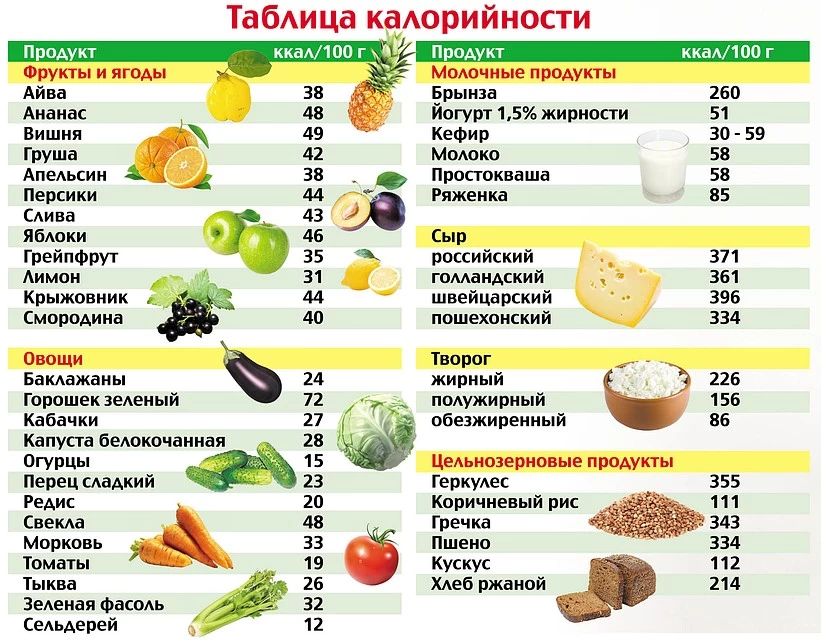 Таблица калорийности
Продукт ккал/100 г
Фрукты и ягоды
Айва 38
Ананас 48
Вишня 49
Груша 42
Апельсин 38
Персики 44
Слива 43
Яблоки 46
Грейпфрут 35
Лимон 31
Крыжовник 44
Смородина 40
Овощи
Баклажаны 24
Горошек зеленый 72
Кабачки 27
Капуста белокочанная 28
Огурцы 15
Перец сладкий 23
Редис 20
Свекла 48
Морковь 33
Томаты 19
Тыква 26
Зеленая фасоль 32
Сельдерей 12
Продукт ккал/100 г
Молочные продукты
Брынза 260
Йогурт 1,5% жирности 51
Кефир 30 - 59
Молоко 58
Простокваша 58
Ряженка 85
Сыр
российский 371
голландский 361
швейцарский 396
пошехонский 334
Творог
жирный 226
полужирный 156
обезжиренный 86
Цельнозерновые продукты
Геркулес 355
Коричневый рис 111
Гречка 343
Пшено 334
Кускус 112
Хлеб ржаной 214